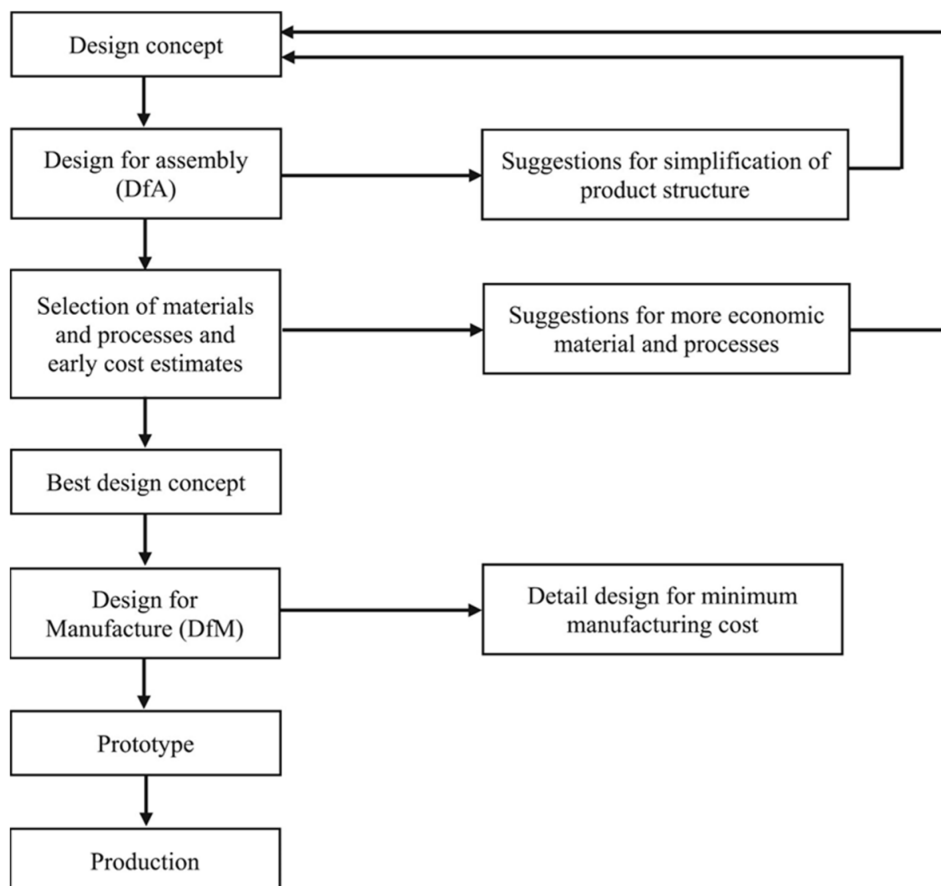 Design concept
Design for assembly
(DfA)
Suggestions for simplification of
product structure
Selection of materials
and processes and
early cost estimates
Suggestions for more economic
material and processes
Best design concept
Design for
Manufacture (DfM)
Detail design for minimum
manufacturing cost
Prototype
Production